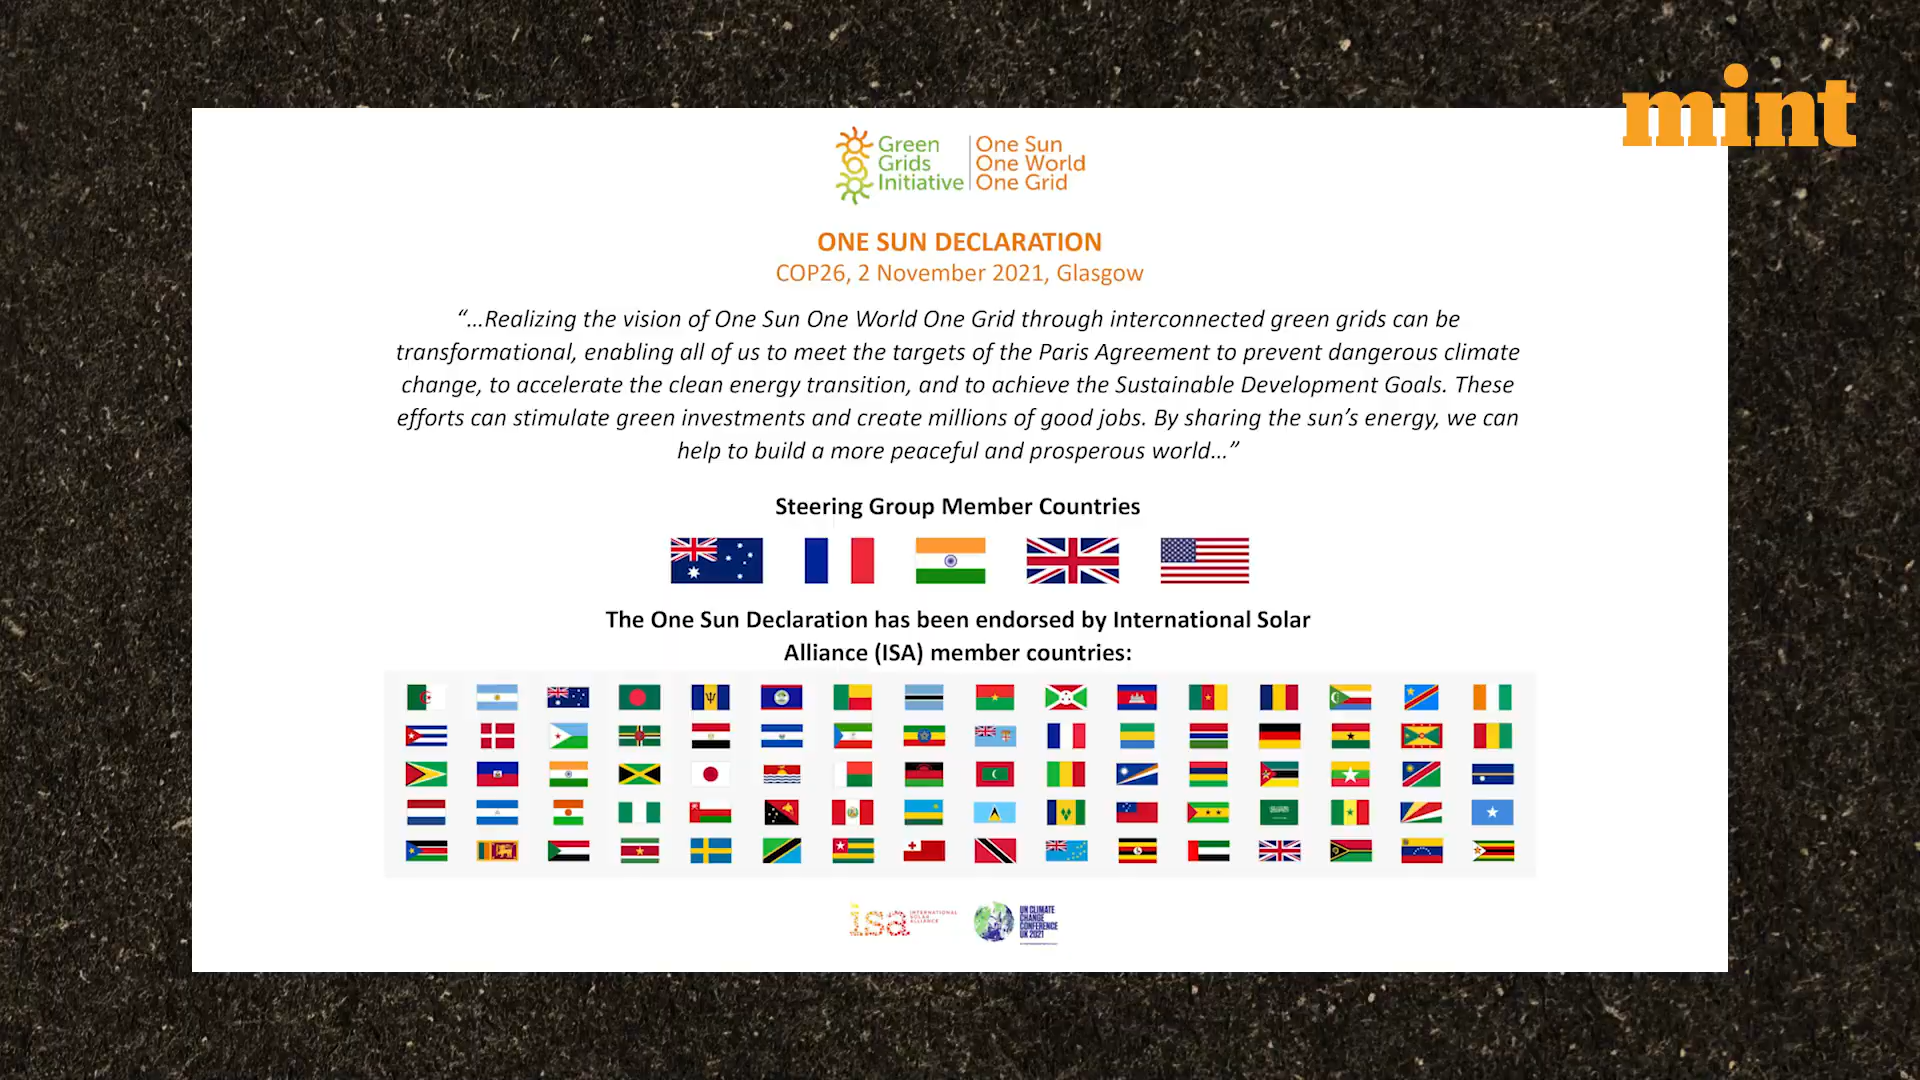 mint
Green
Grids
Initiative
One Sun
One World
One Grid
ONE SUN DECLARATION
COP26, 2 November 2021, Glasgow
“...Realizing the vision of One Sun One World One Grid through interconnected green grids can be
transformational, enabling all of us to meet the targets of the Paris Agreement to prevent dangerous climate
change, to accelerate the clean energy transition, and to achieve the Sustainable Development Goals. These
efforts can stimulate green investments and create millions of good jobs. By sharing the sun’s energy, we can
help to build a more peaceful and prosperous world...”
Steering Group Member Countries
The One Sun Declaration has been endorsed by International Solar
Alliance (ISA) member countries:
isa
INTERNATIONAL
SOLAR
ALLIANCE
UN CLIMATE
CHANGE
CONFERENCE
UK 2021